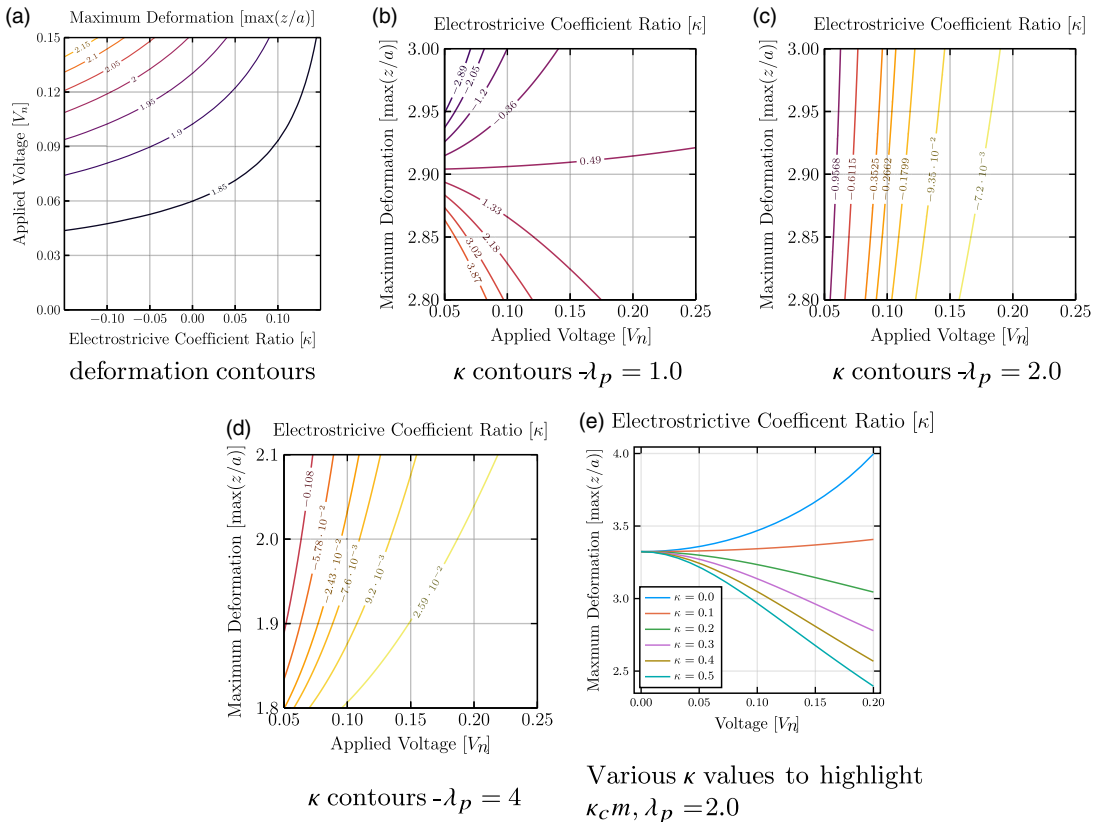 (a)
Maximum Deformation [max(z/a)]
0.15
0.12
0.09
0.06
0.03
0.00
Applied Voltage [Vn]
2.15
2.1
2.05
2
1.95
1.9
1.85
−0.10 −0.05 0.00 0.05 0.10
Electrostricive Coefficient Ratio [κ]
deformation contours
(b)
Electrostricive Coefficient Ratio [κ]
3.00
2.95
2.90
2.85
2.80
Maximum Deformation [max(z/a)]
−2.89
−2.05
−1.2
−0.36
0.49
1.33
2.18
3.02
3.87
0.05 0.10 0.15 0.20 0.25
Applied Voltage [Vn]
κ contours -λp = 1.0
(c)
Electrostricive Coefficient Ratio [κ]
3.00
2.95
2.90
2.85
2.80
Maximum Deformation [max(z/a)]
−0.9568
−0.6115
−0.3525
−0.2662
−0.1799
−9.35 · 10⁻²
−7.2 · 10⁻³
0.05 0.10 0.15 0.20 0.25
Applied Voltage [Vn]
κ contours -λp = 2.0
(d)
Electrostricive Coefficient Ratio [κ]
2.1
2.0
1.9
1.8
Maximum Deformation [max(z/a)]
−0.108
−5.78 · 10⁻²
−2.43 · 10⁻²
−7.6 · 10⁻³
9.2 · 10⁻³
2.59 · 10⁻²
0.05 0.10 0.15 0.20 0.25
Applied Voltage [Vn]
κ contours -λp = 4
(e)
Electrostrictive Coefficent Ratio [κ]
4.0
3.5
3.0
2.5
Maxmum Deformation [max(z/a)]
κ = 0.0
κ = 0.1
κ = 0.2
κ = 0.3
κ = 0.4
κ = 0.5
0.00 0.05 0.10 0.15 0.20
Voltage [Vn]
Various κ values to highlight
κcm, λp =2.0